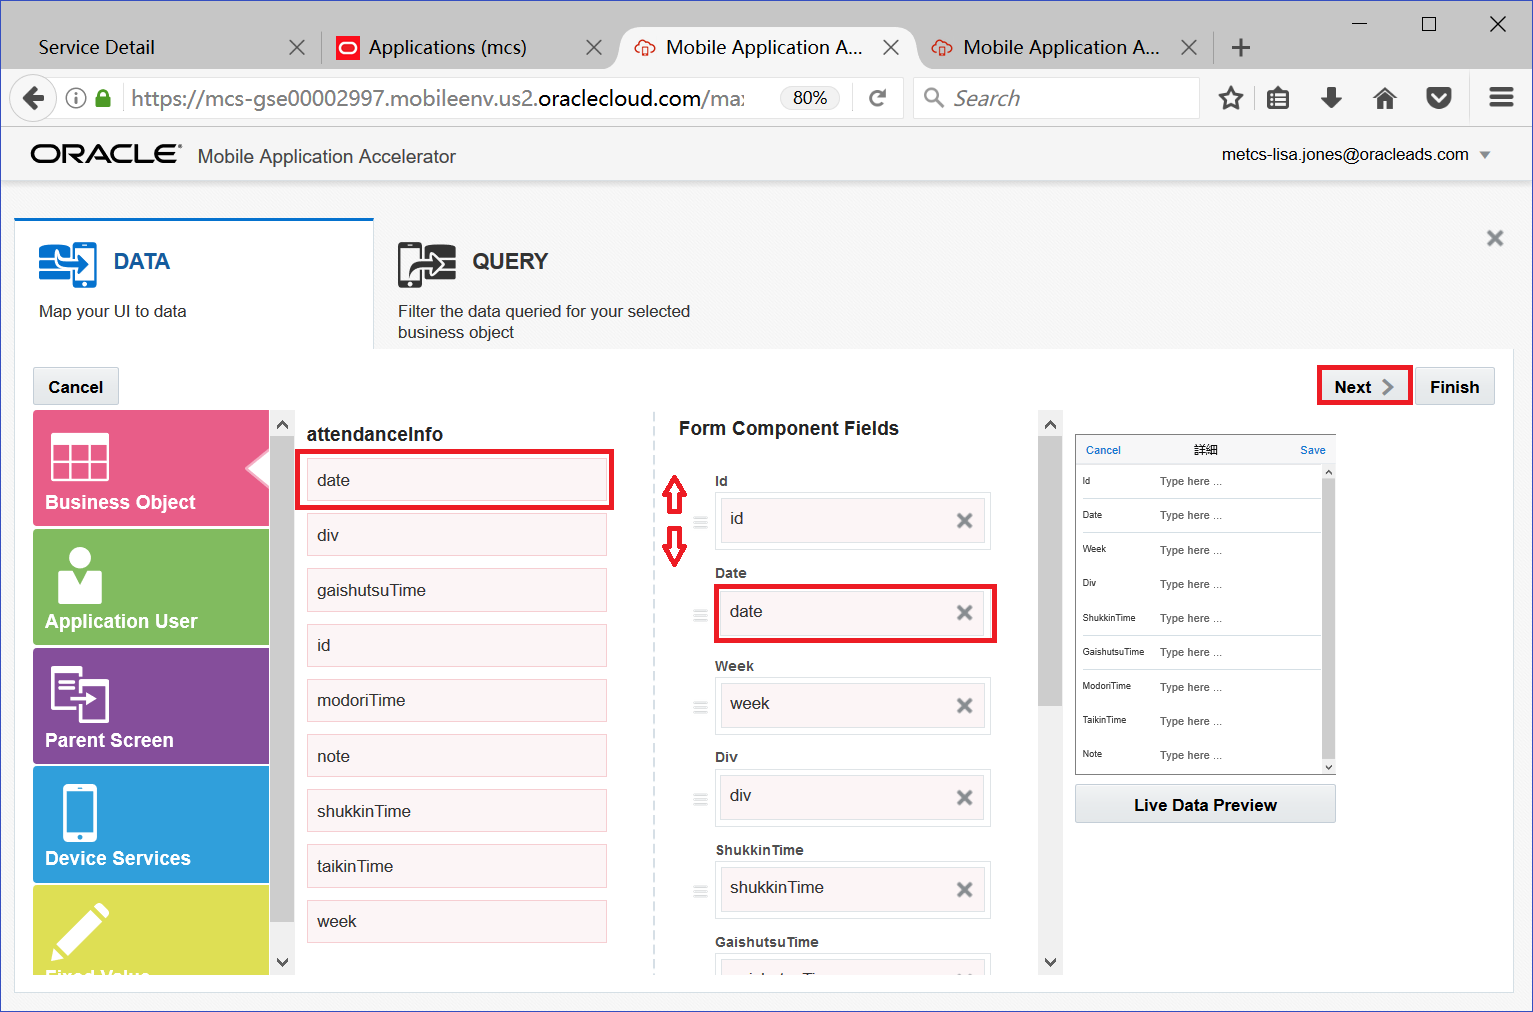 Service Detail
Applications (mcs)
Mobile Application A...
Mobile Application A...
https://mcs-gse00002997.mobileenv.us2.oraclecloud.com/max
80%
Search
ORACLE Mobile Application Accelerator
metcs-lisa.jones@oracleads.com
DATA
Map your UI to data
QUERY
Filter the data queried for your selected
business object
Cancel
Next
Finish
Business Object
Application User
Parent Screen
Device Services
Fixed Value
attendanceInfo
date
div
gaishutsuTime
id
modoriTime
note
shukkinTime
taikinTime
week
Form Component Fields
Id
id
Date
date
Week
week
Div
div
ShukkinTime
shukkinTime
GaishutsuTime
gaishutsuTime
Cancel 詳細 Save
Id Type here ...
Date Type here ...
Week Type here ...
Div Type here ...
ShukkinTime Type here ...
GaishutsuTime Type here ...
ModoriTime Type here ...
TaikinTime Type here ...
Note Type here ...
Live Data Preview